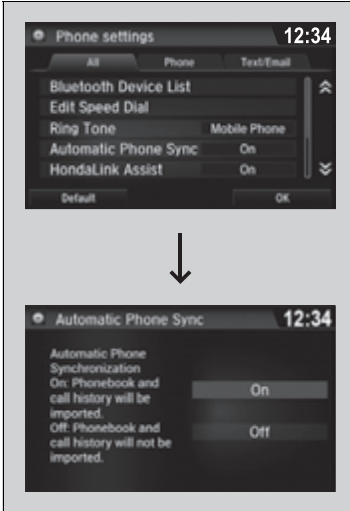 Phone settings 12:34
All Phone Text/Email
Bluetooth Device List
Edit Speed Dial
Ring Tone Mobile Phone
Automatic Phone Sync On
HondaLink Assist On
Default OK
Automatic Phone Sync 12:34
Automatic Phone
Synchronization
On: Phonebook and
call history will be
imported.
On
Off: Phonebook and
call history will not be
imported.
Off